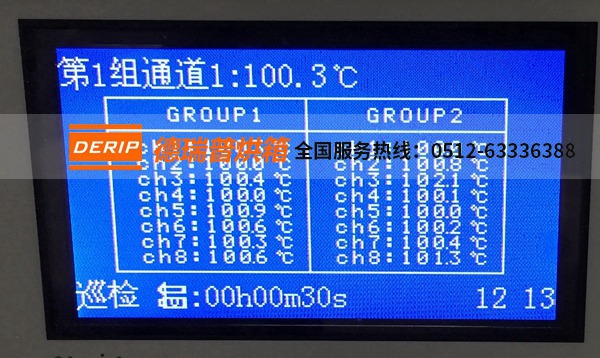 第1组通道1:100.3℃
GROUP1 GROUP2
DERIP 德瑞普烘箱 全国服务热线：0512-63336388
ch3:100.4℃ ch3:102.1℃
ch4:100.0℃ ch4:100.1℃
ch5:100.9℃ ch5:100.0℃
ch6:100.6℃ ch6:100.2℃
ch7:100.3℃ ch7:100.4℃
ch8:100.6℃ ch8:101.3℃
巡检 :00h00m30s 12 13